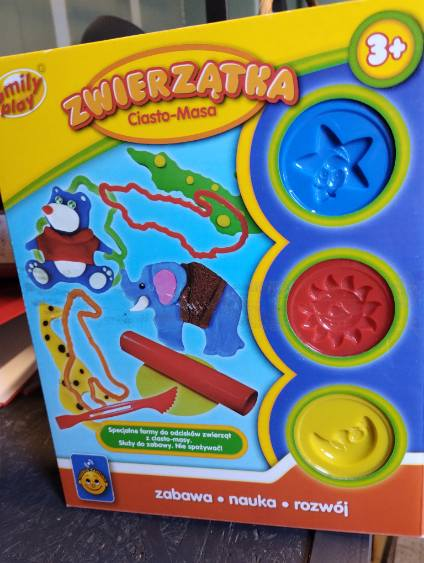 family
play
3+
ZWIERZĄTKA
Ciasto-Masa
Specjalne formy do odcisków zwierząt
z ciasto-masy.
Służy do zabawy. Nie spożywać!
zabawa • nauka • rozwój